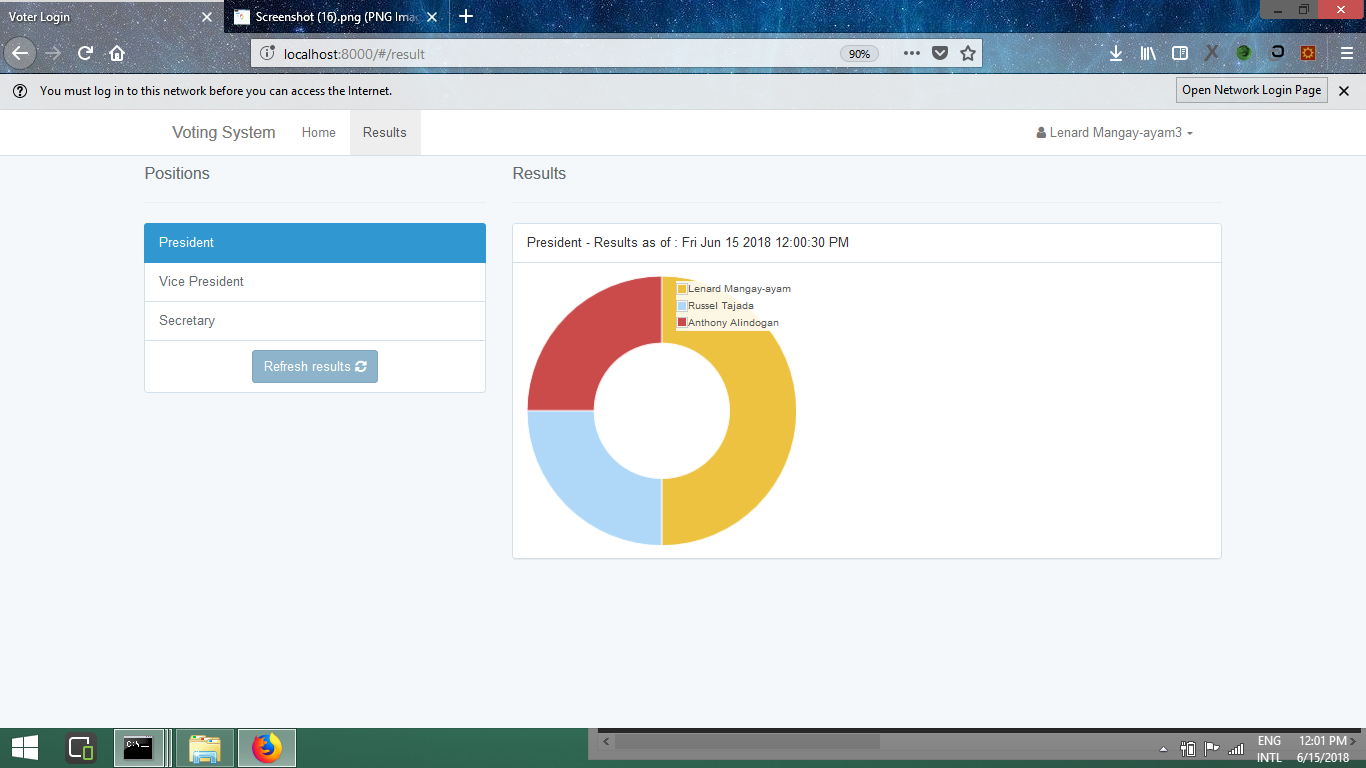 Voter Login
Screenshot (16).png (PNG Ima
localhost:8000/#/result
90%
You must log in to this network before you can access the Internet.
Open Network Login Page
Voting System
Home
Results
Lenard Mangay-ayam3
Positions
Results
President
Vice President
Secretary
Refresh results
President - Results as of : Fri Jun 15 2018 12:00:30 PM
Lenard Mangay-ayam
Russel Tajada
Anthony Alindogan
C:\
ENG
INTL
12:01 PM
6/15/2018